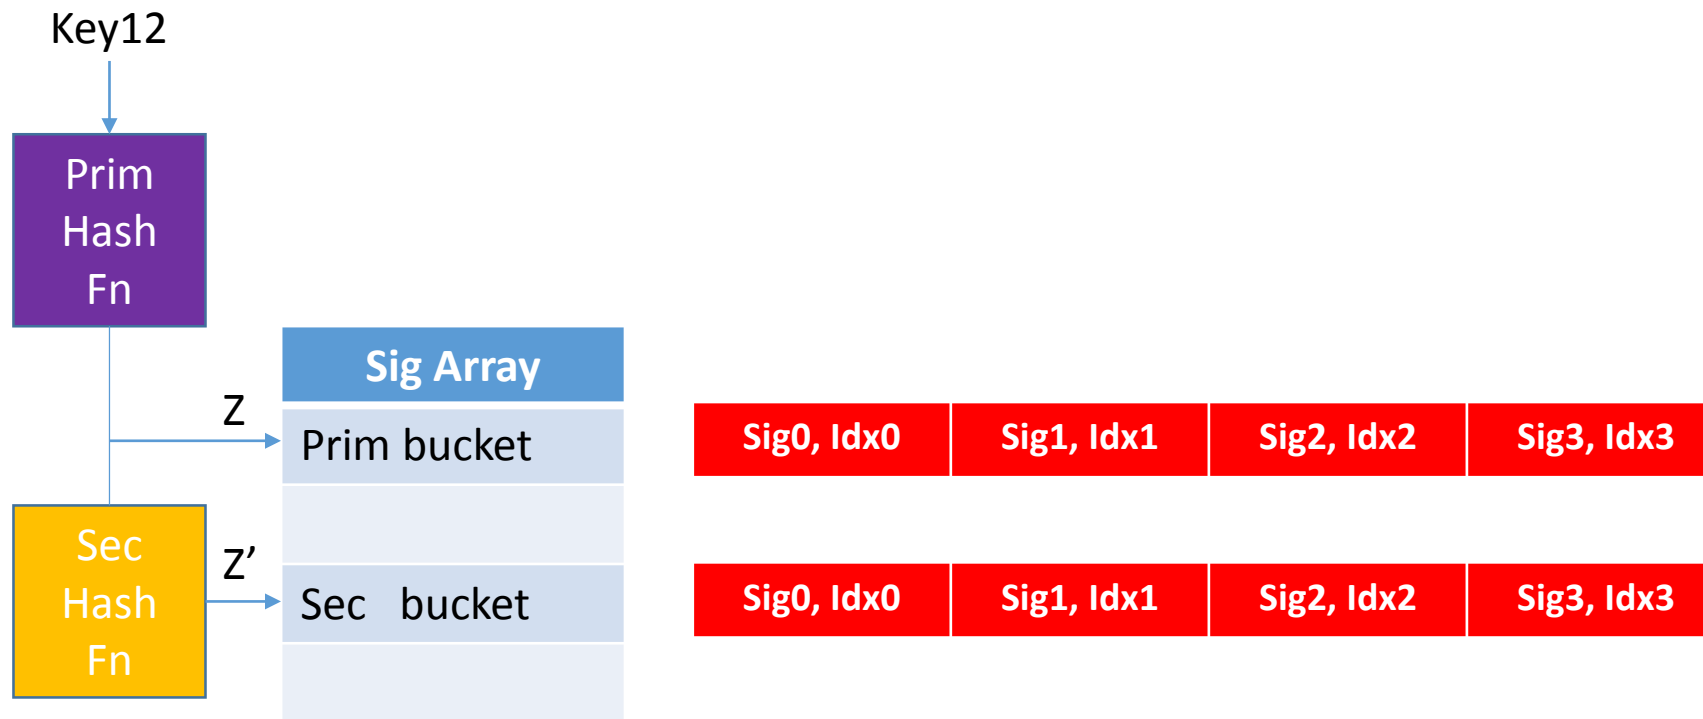 Key12
Prim
Hash
Fn
Sig Array
Z
Prim bucket
Sig0, Idx0
Sig1, Idx1
Sig2, Idx2
Sig3, Idx3
Sec
Hash
Fn
Z’
Sec bucket
Sig0, Idx0
Sig1, Idx1
Sig2, Idx2
Sig3, Idx3